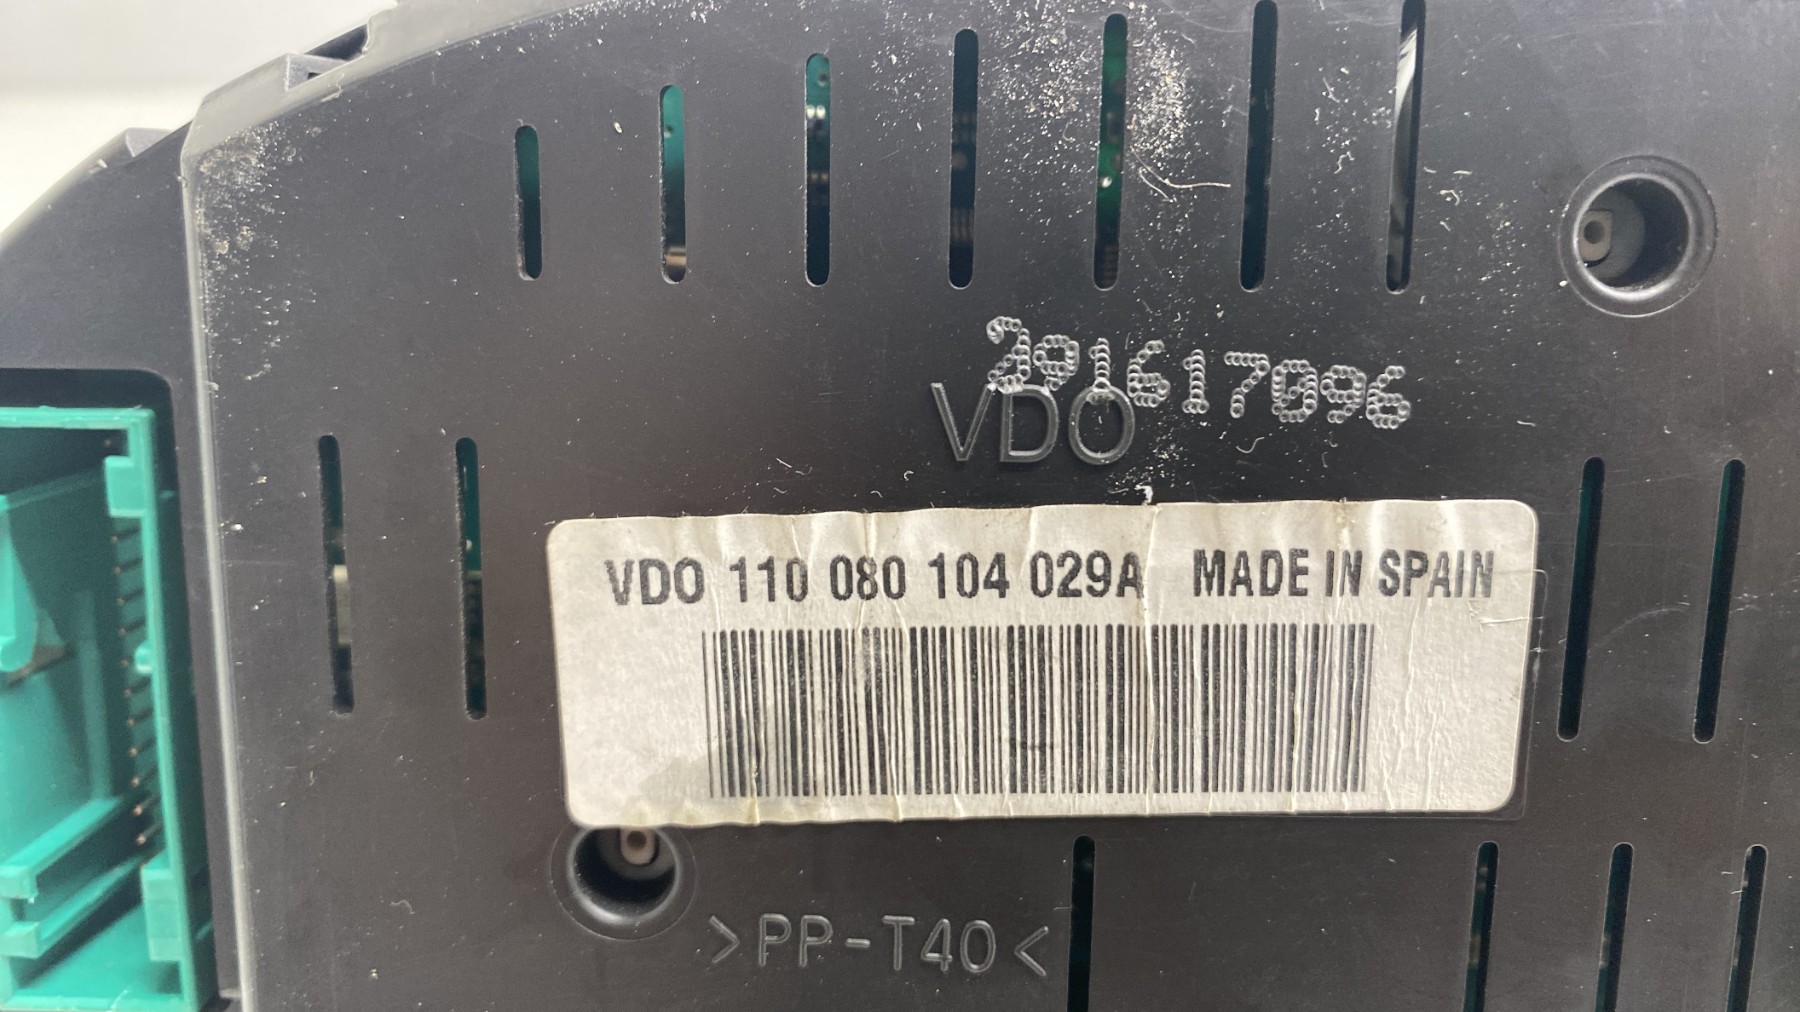 291617096
VDO
VDO 110 080 104 029A MADE IN SPAIN
>PP-T40<